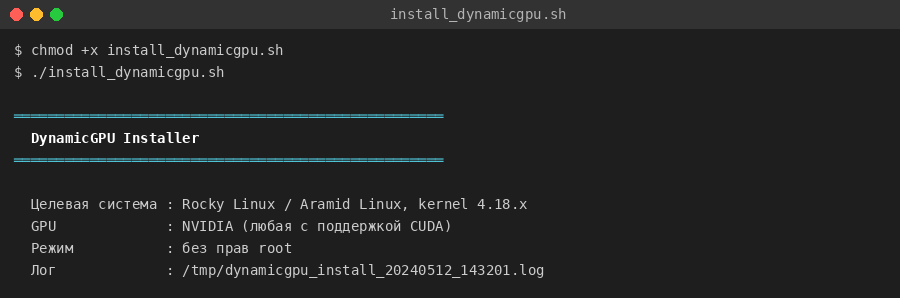 install_dynamicgpu.sh
$ chmod +x install_dynamicgpu.sh
$ ./install_dynamicgpu.sh
DynamicGPU Installer
Целевая система : Rocky Linux / Aramid Linux, kernel 4.18.x
GPU : NVIDIA (любая с поддержкой CUDA)
Режим : без прав root
Лог : /tmp/dynamicgpu_install_20240512_143201.log